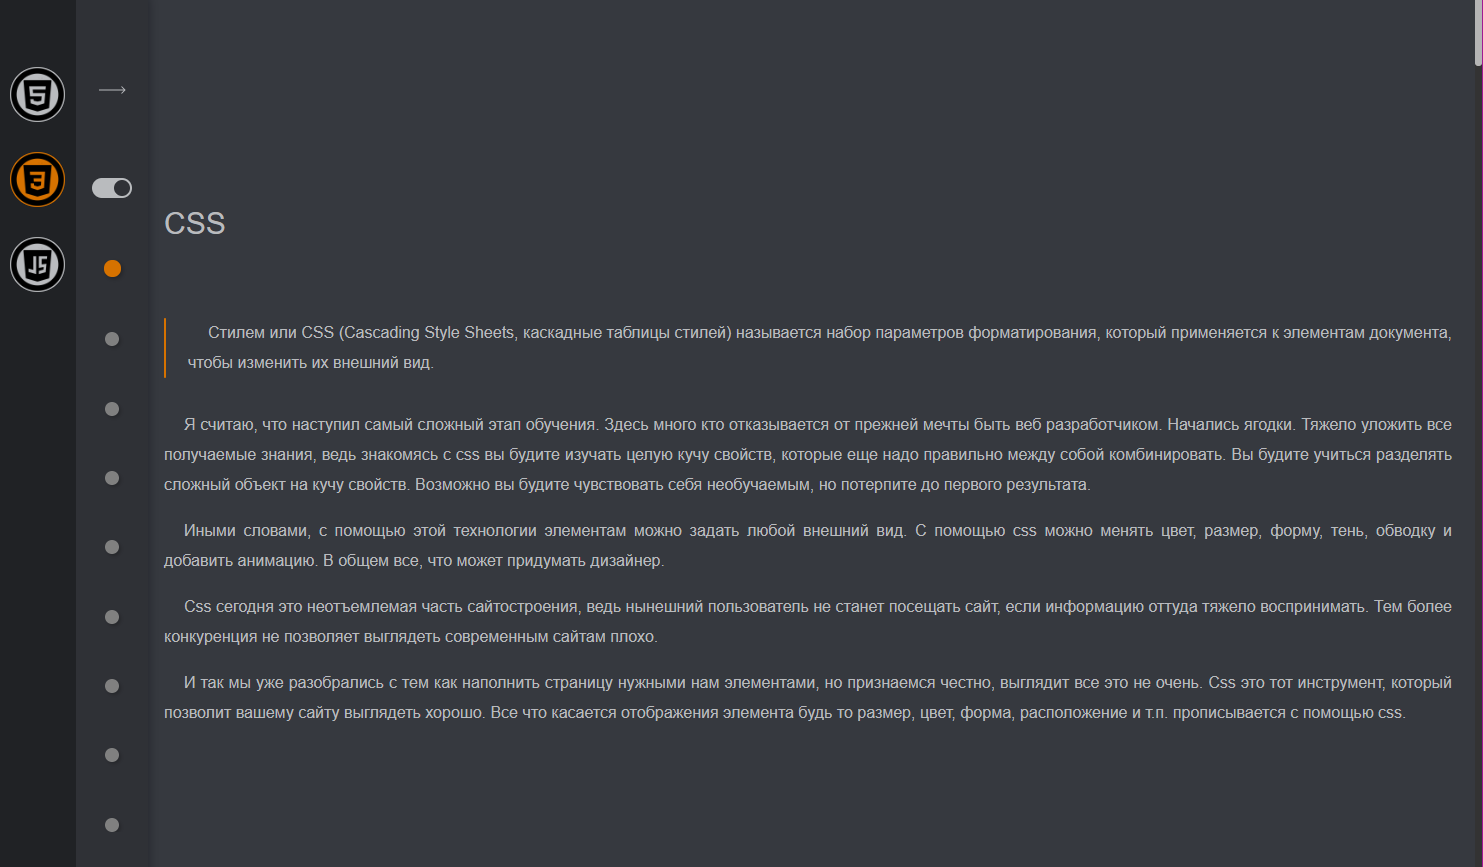 5
3
JS
CSS
Стилем или CSS (Cascading Style Sheets, каскадные таблицы стилей) называется набор параметров форматирования, который применяется к элементам документа,
чтобы изменить их внешний вид.
Я считаю, что наступил самый сложный этап обучения. Здесь много кто отказывается от прежней мечты быть веб разработчиком. Начались ягодки. Тяжело уложить все
получаемые знания, ведь знакомясь с css вы будите изучать целую кучу свойств, которые еще надо правильно между собой комбинировать. Вы будите учиться разделять
сложный объект на кучу свойств. Возможно вы будите чувствовать себя необучаемым, но потерпите до первого результата.
Иными словами, с помощью этой технологии элементам можно задать любой внешний вид. С помощью css можно менять цвет, размер, форму, тень, обводку и
добавить анимацию. В общем все, что может придумать дизайнер.
Css сегодня это неотъемлемая часть сайтостроения, ведь нынешний пользователь не станет посещать сайт, если информацию оттуда тяжело воспринимать. Тем более
конкуренция не позволяет выглядеть современным сайтам плохо.
И так мы уже разобрались с тем как наполнить страницу нужными нам элементами, но признаемся честно, выглядит все это не очень. Css это тот инструмент, который
позволит вашему сайту выглядеть хорошо. Все что касается отображения элемента будь то размер, цвет, форма, расположение и т.п. прописывается с помощью css.